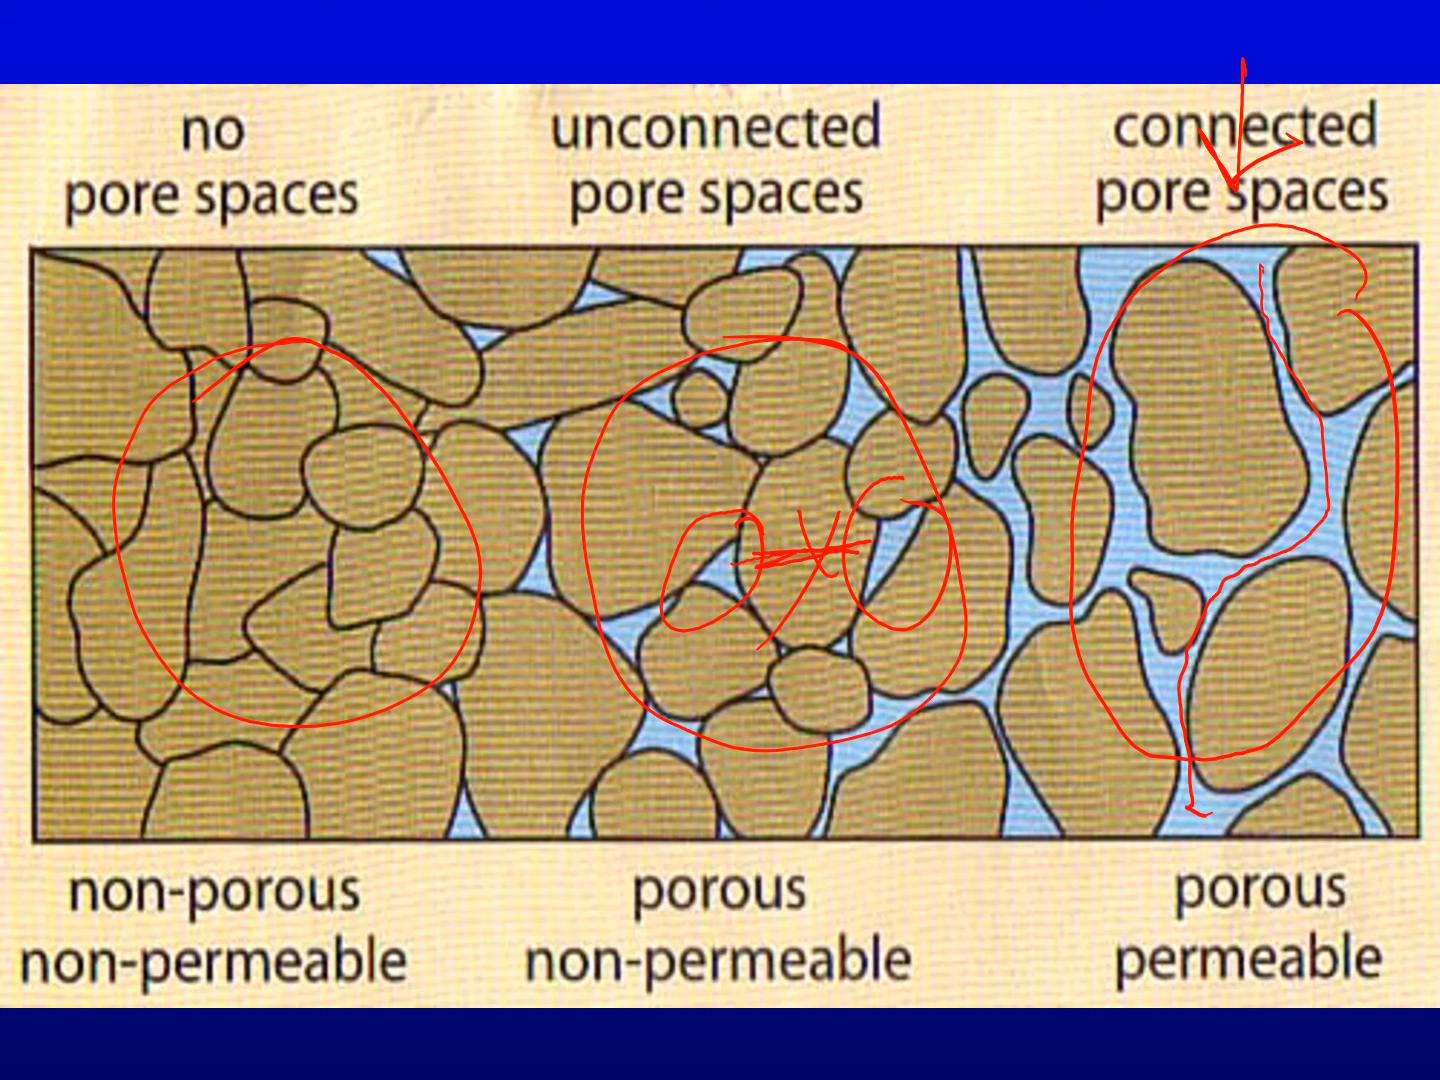 no
pore spaces
unconnected
pore spaces
connected
pore spaces
non-porous
non-permeable
porous
non-permeable
porous
permeable